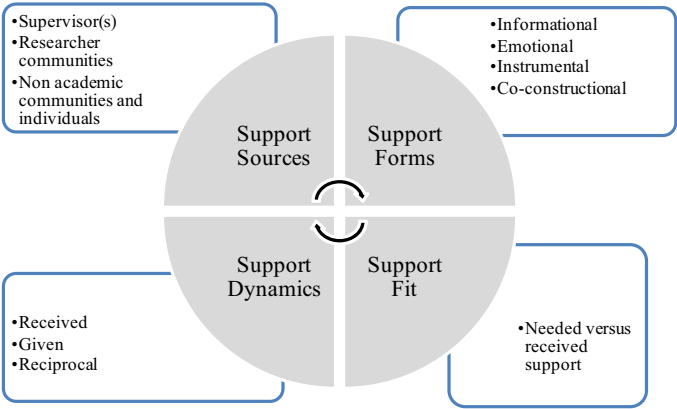 •Supervisor(s)
•Researcher
communities
•Non academic
communities and
individuals
•Informational
•Emotional
•Instrumental
•Co-constructional
Support
Sources
Support
Forms
Support
Dynamics
Support
Fit
•Received
•Given
•Reciprocal
•Needed versus
received
support